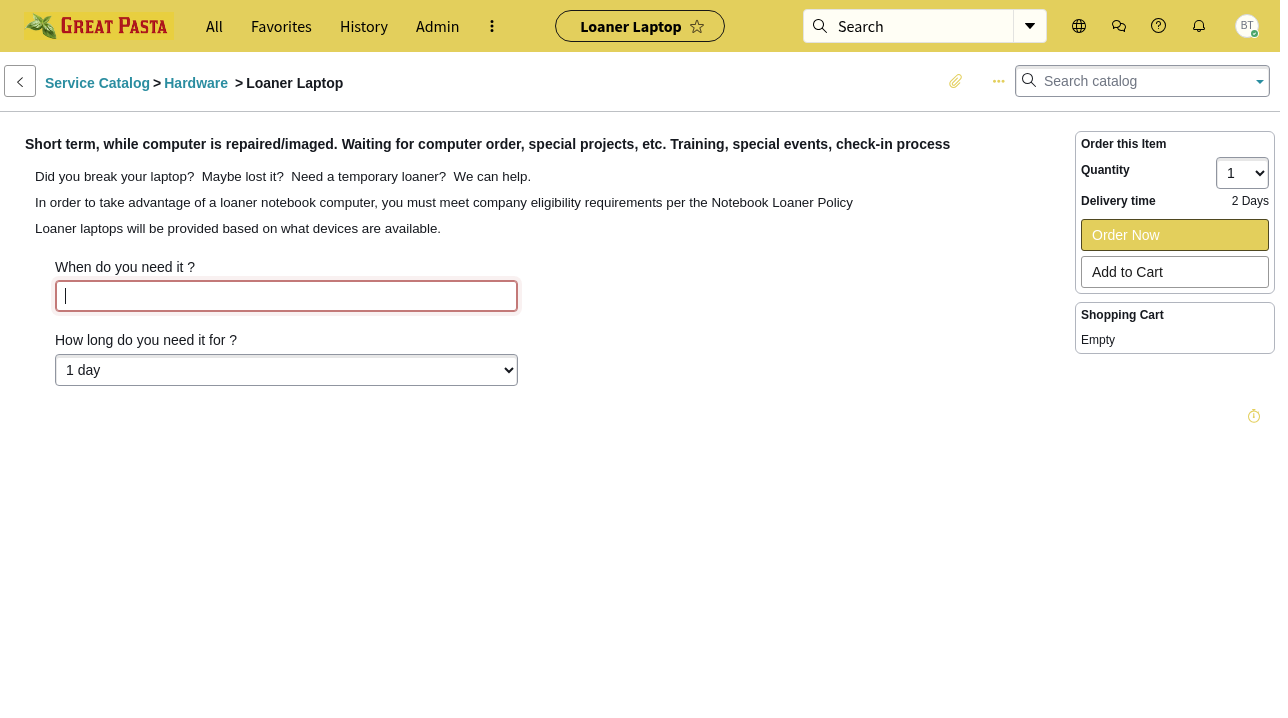 GREAT PASTA
All
Favorites
History
Admin
Loaner Laptop
Search
BT
Service Catalog > Hardware > Loaner Laptop
Search catalog
Short term, while computer is repaired/imaged. Waiting for computer order, special projects, etc. Training, special events, check-in process
Did you break your laptop?  Maybe lost it?  Need a temporary loaner?  We can help.
In order to take advantage of a loaner notebook computer, you must meet company eligibility requirements per the Notebook Loaner Policy
Loaner laptops will be provided based on what devices are available.
When do you need it ?
How long do you need it for ?
1 day
Order this Item
Quantity
1
Delivery time
2 Days
Order Now
Add to Cart
Shopping Cart
Empty